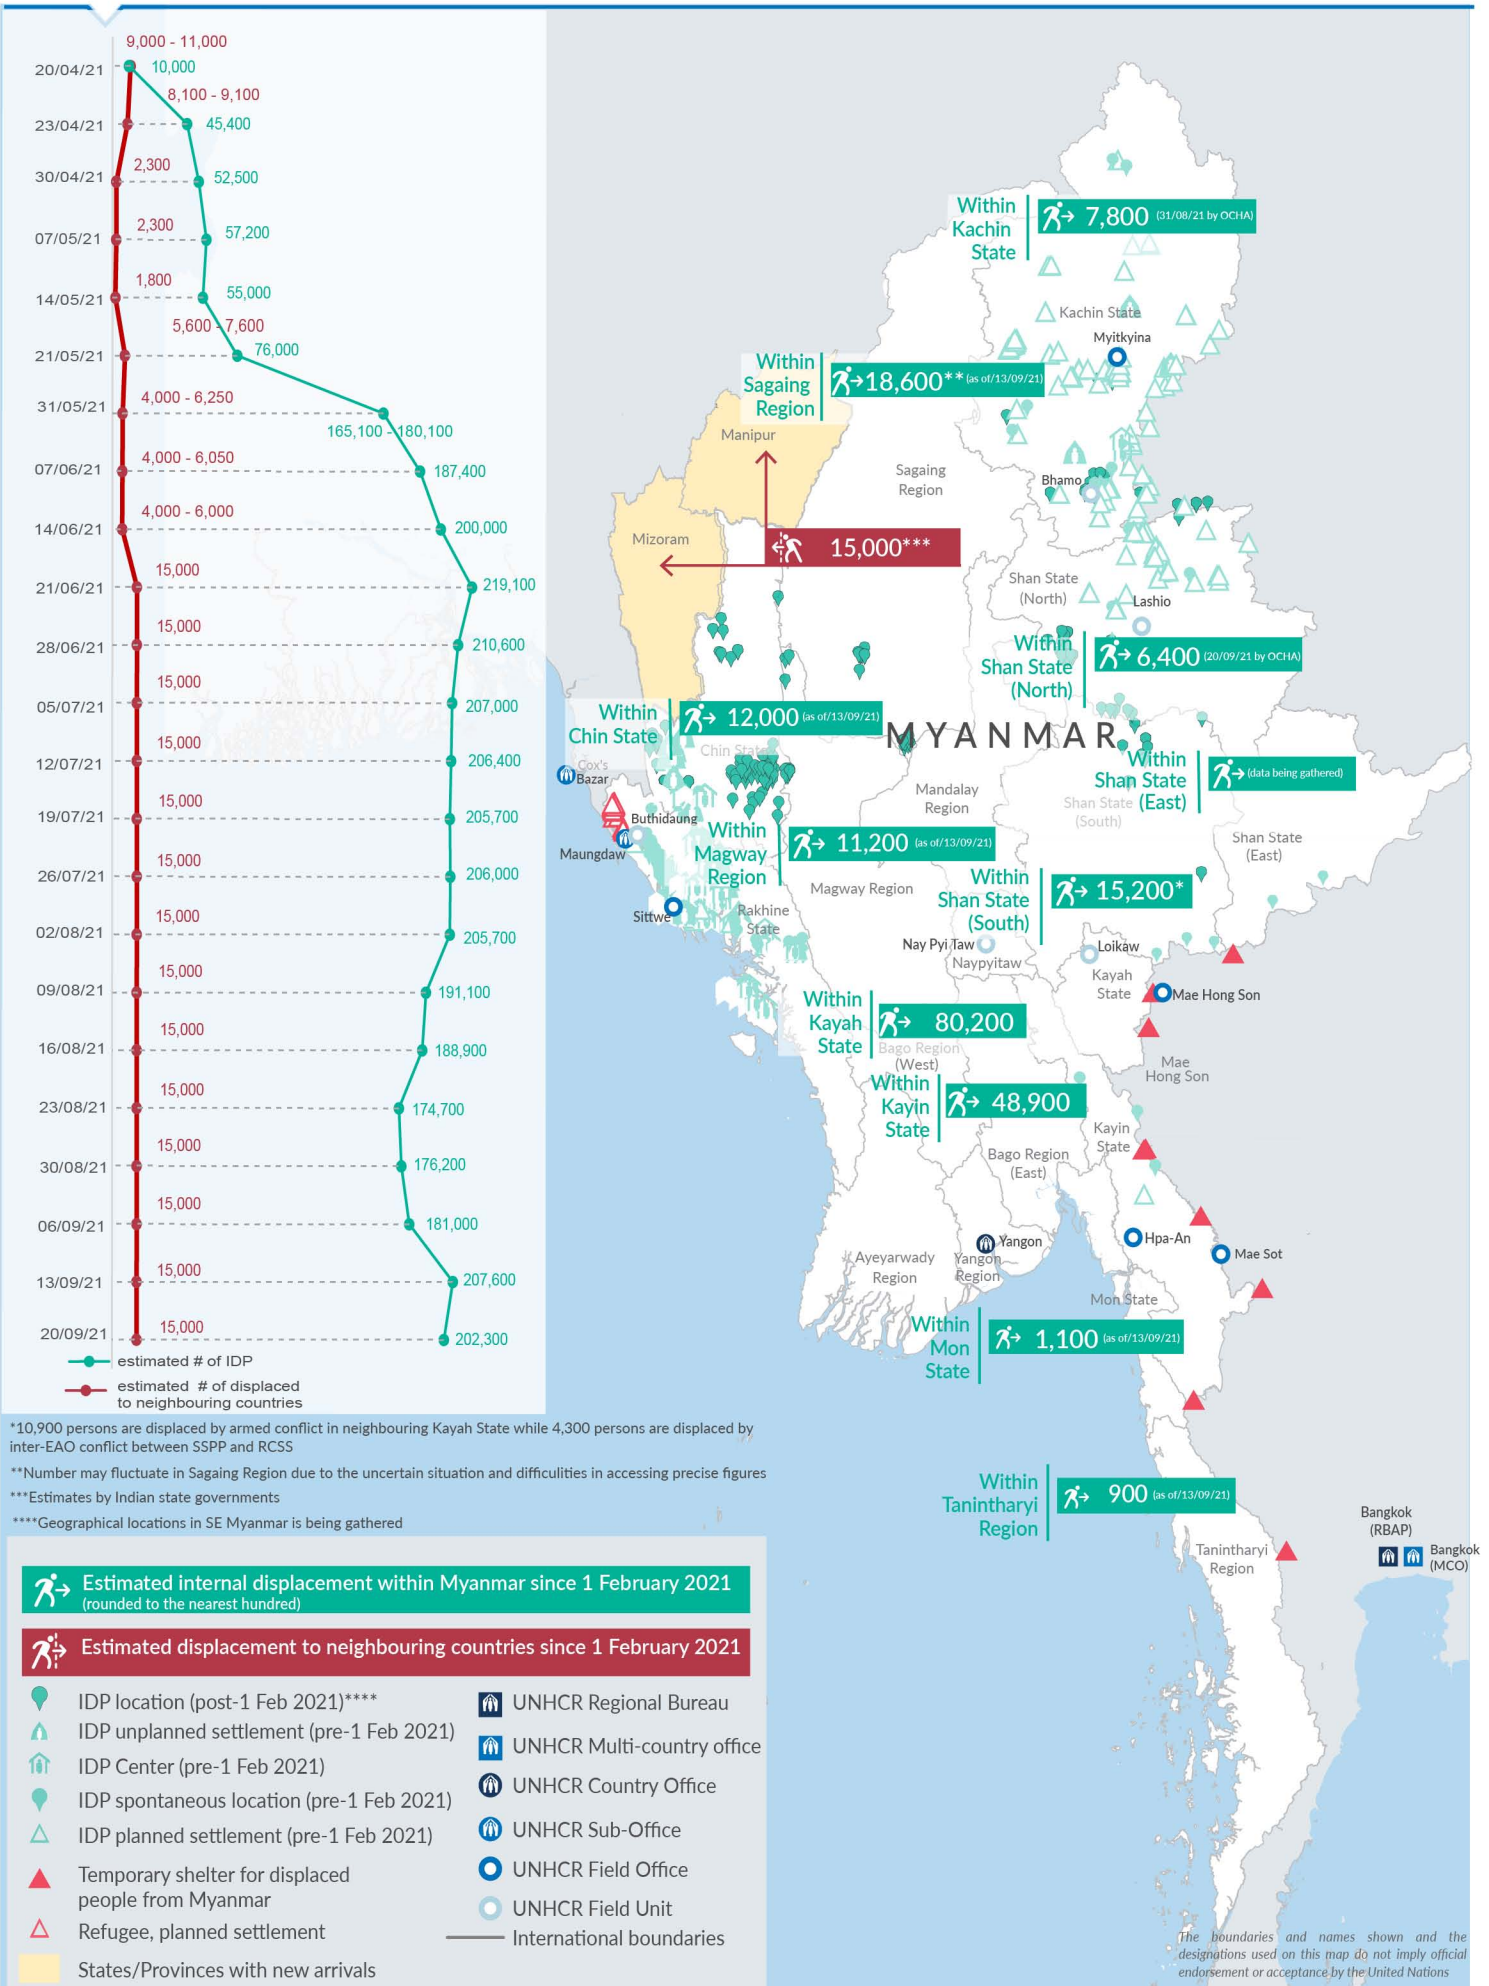 9,000 - 11,000
20/04/21
10,000
8,100 - 9,100
23/04/21
45,400
2,300
30/04/21
52,500
2,300
07/05/21
57,200
1,800
14/05/21
55,000
5,600 - 7,600
21/05/21
76,000
4,000 - 6,250
31/05/21
165,100 - 180,100
4,000 - 6,050
07/06/21
187,400
4,000 - 6,000
14/06/21
200,000
15,000
21/06/21
219,100
15,000
28/06/21
210,600
15,000
05/07/21
207,000
15,000
12/07/21
206,400
15,000
19/07/21
205,700
15,000
26/07/21
206,000
15,000
02/08/21
205,700
15,000
09/08/21
191,100
15,000
16/08/21
188,900
15,000
23/08/21
174,700
15,000
30/08/21
176,200
15,000
06/09/21
181,000
15,000
13/09/21
207,600
15,000
20/09/21
202,300
estimated # of IDP
estimated # of displaced
to neighbouring countries
Within
Kachin
State
7,800 (31/08/21 by OCHA)
Kachin State
Myitkyina
Within
Sagaing
Region
18,600** (as of/13/09/21)
Manipur
Sagaing
Region
Bhamo
Mizoram
15,000***
Shan State
(North)
Lashio
Within
Shan State
(North)
6,400 (20/09/21 by OCHA)
Within
Chin State
12,000 (as of/13/09/21)
Chin State
MYANMAR
Cox's
Bazar
Within
Shan State
(East)
(data being gathered)
Mandalay
Region
Shan State
(South)
Shan State
(East)
Buthidaung
Maungdaw
Within
Magway
Region
11,200 (as of/13/09/21)
Magway Region
Within
Shan State
(South)
15,200*
Sittwe
Rakhine
State
Nay Pyi Taw
Naypyitaw
Loikaw
Kayah
State
Mae Hong Son
Within
Kayah
State
80,200
Bago Region
(West)
Mae
Hong Son
Within
Kayin
State
48,900
Kayin
State
Bago Region
(East)
Hpa-An
Mae Sot
Yangon
Yangon
Region
Ayeyarwady
Region
Mon State
Within
Mon
State
1,100 (as of/13/09/21)
Within
Tanintharyi
Region
900 (as of/13/09/21)
Tanintharyi
Region
Bangkok
(RBAP)
Bangkok
(MCO)
*10,900 persons are displaced by armed conflict in neighbouring Kayah State while 4,300 persons are displaced by
inter-EAO conflict between SSPP and RCSS
**Number may fluctuate in Sagaing Region due to the uncertain situation and difficulities in accessing precise figures
***Estimates by Indian state governments
****Geographical locations in SE Myanmar is being gathered
Estimated internal displacement within Myanmar since 1 February 2021
(rounded to the nearest hundred)
Estimated displacement to neighbouring countries since 1 February 2021
IDP location (post-1 Feb 2021)****
IDP unplanned settlement (pre-1 Feb 2021)
IDP Center (pre-1 Feb 2021)
IDP spontaneous location (pre-1 Feb 2021)
IDP planned settlement (pre-1 Feb 2021)
Temporary shelter for displaced
people from Myanmar
Refugee, planned settlement
States/Provinces with new arrivals
UNHCR Regional Bureau
UNHCR Multi-country office
UNHCR Country Office
UNHCR Sub-Office
UNHCR Field Office
UNHCR Field Unit
International boundaries
The boundaries and names shown and the
designations used on this map do not imply official
endorsement or acceptance by the United Nations